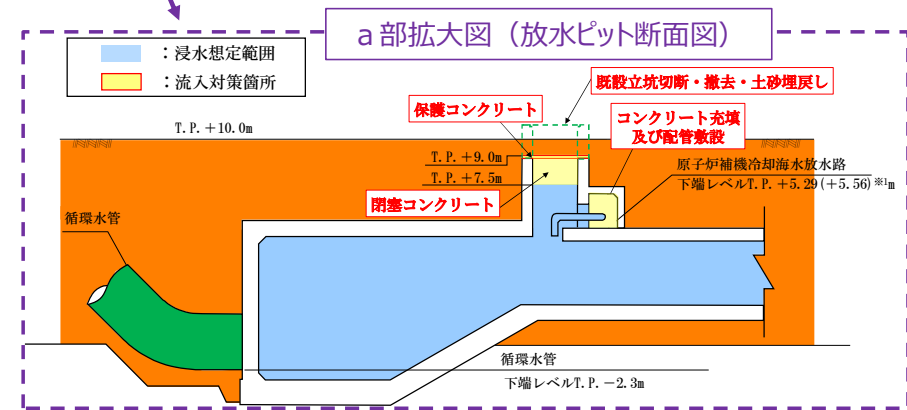 a部拡大図（放水ピット断面図）
：浸水想定範囲
：流入対策箇所
既設立坑切断・撤去・土砂埋戻し
保護コンクリート
コンクリート充填
及び配管敷設
T.P.＋10.0m
T.P.＋9.0m
T.P.＋7.5m
原子炉補機冷却海水放水路
下端レベルT.P.＋5.29(＋5.56)※1m
閉塞コンクリート
循環水管
循環水管
下端レベルT.P.－2.3m